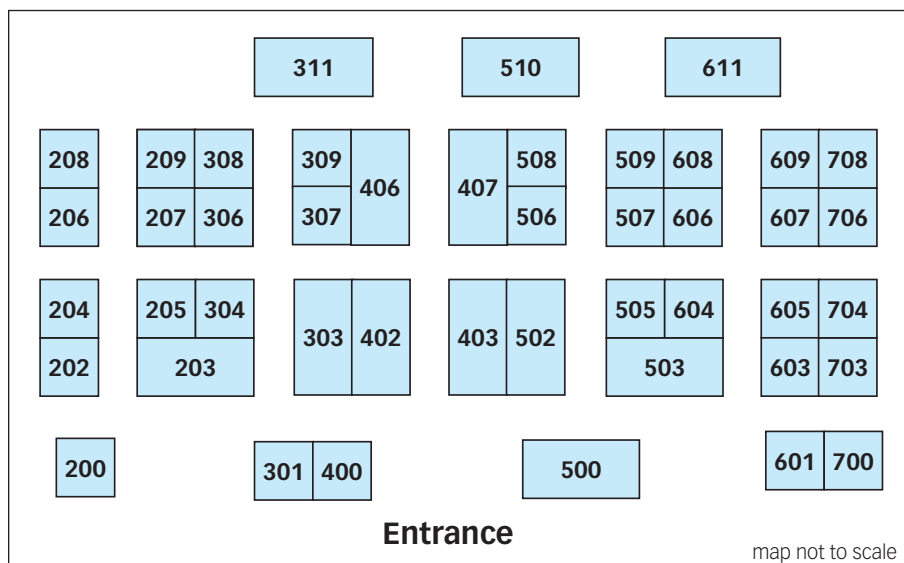 311 510 611
208 209 308 309 406 407 508 509 608 609 708
206 207 306 307 506 507 606 607 706
204 205 304 303 402 403 502 505 604 605 704
202 203 503 603 703
200 301 400 500 601 700
Entrance
map not to scale